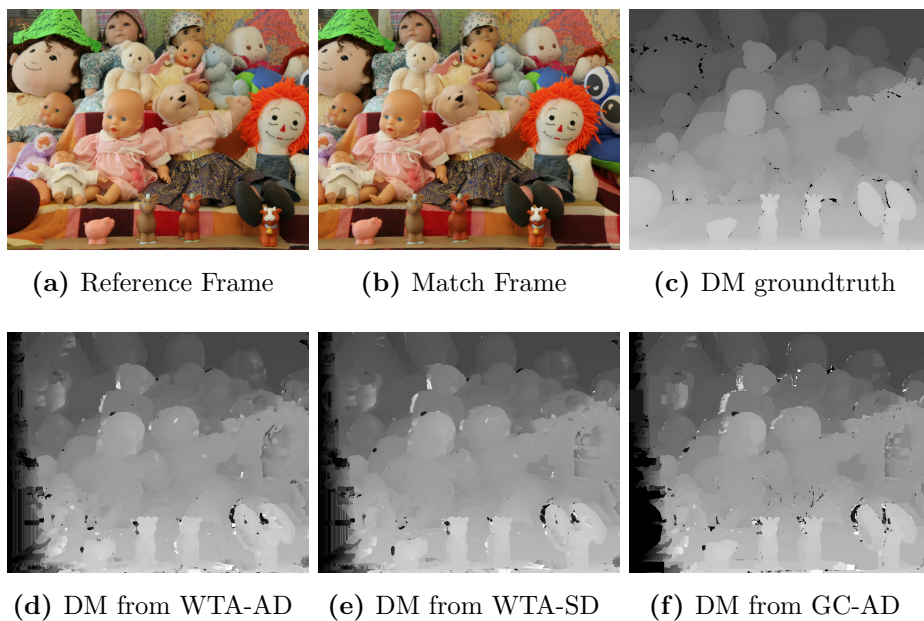 (a) Reference Frame
(b) Match Frame
(c) DM groundtruth
(d) DM from WTA-AD
(e) DM from WTA-SD
(f) DM from GC-AD